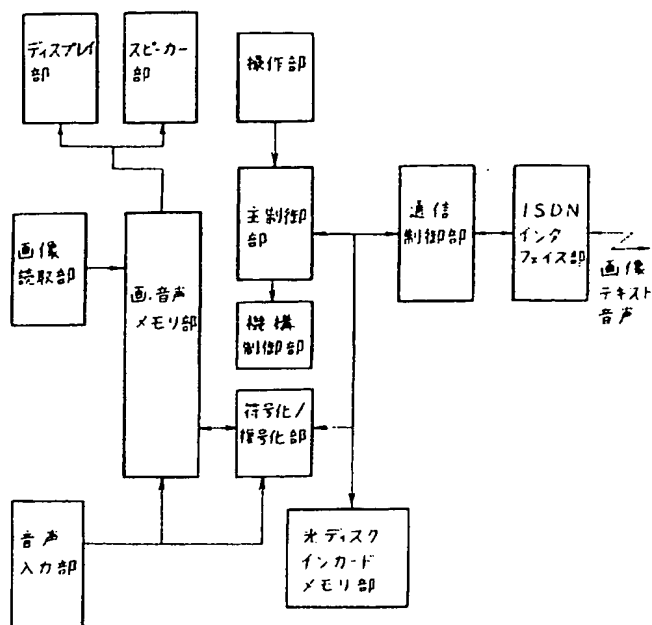 ディスプレイ
部
スピーカー
部
操作部
主制御
部
通信
制御部
ISDN
インタ
フェイス部
画像
テキスト
音声
画像
読取部
画・音声
メモリ部
機構
制御部
符号化/
復号化部
音声
入力部
光ディスク
インカード
メモリ部